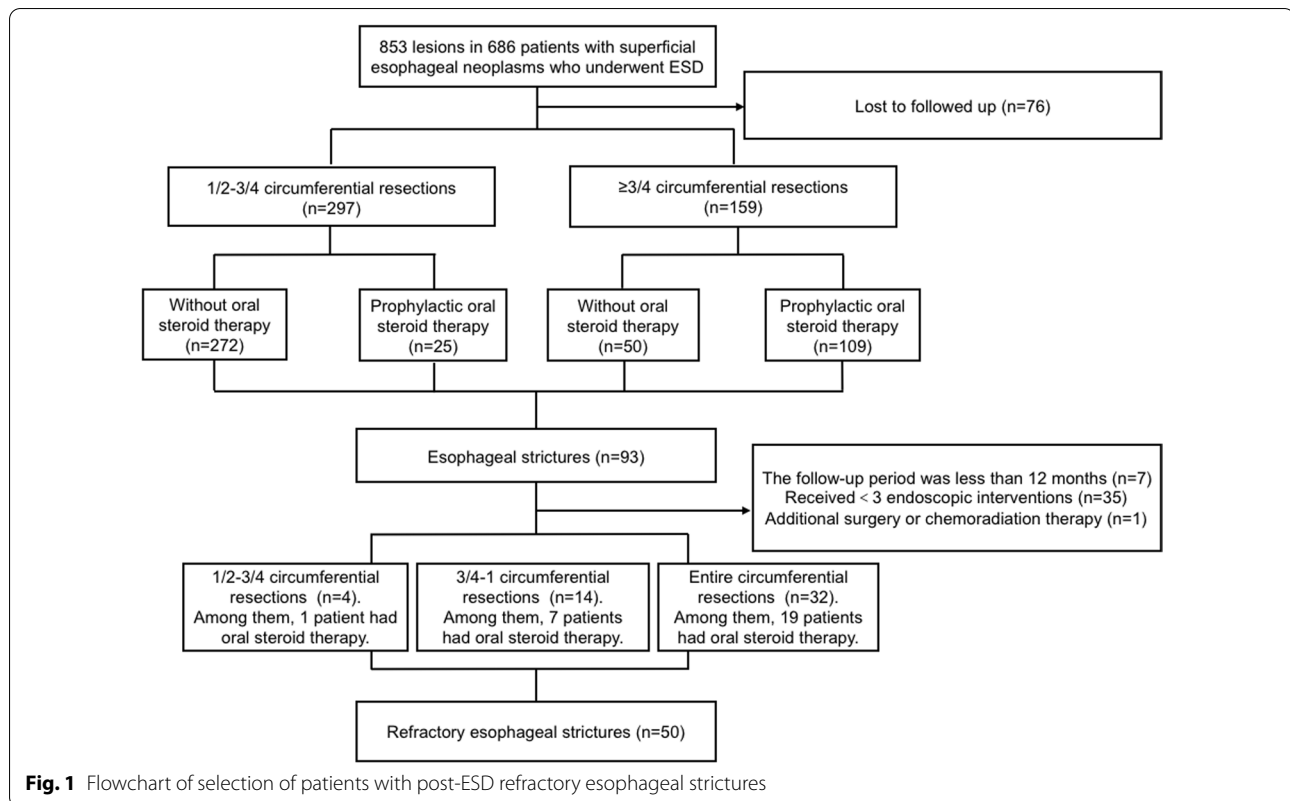 853 lesions in 686 patients with superficial
esophageal neoplasms who underwent ESD
Lost to followed up (n=76)
1/2-3/4 circumferential resections
(n=297)
≥3/4 circumferential resections
(n=159)
Without oral
steroid therapy
(n=272)
Prophylactic oral
steroid therapy
(n=25)
Without oral
steroid therapy
(n=50)
Prophylactic oral
steroid therapy
(n=109)
Esophageal strictures (n=93)
The follow-up period was less than 12 months (n=7)
Received < 3 endoscopic interventions (n=35)
Additional surgery or chemoradiation therapy (n=1)
1/2-3/4 circumferential
resections (n=4).
Among them, 1 patient had
oral steroid therapy.
3/4-1 circumferential
resections (n=14).
Among them, 7 patients
had oral steroid therapy.
Entire circumferential
resections (n=32).
Among them, 19 patients
had oral steroid therapy.
Refractory esophageal strictures (n=50)
Fig. 1 Flowchart of selection of patients with post-ESD refractory esophageal strictures